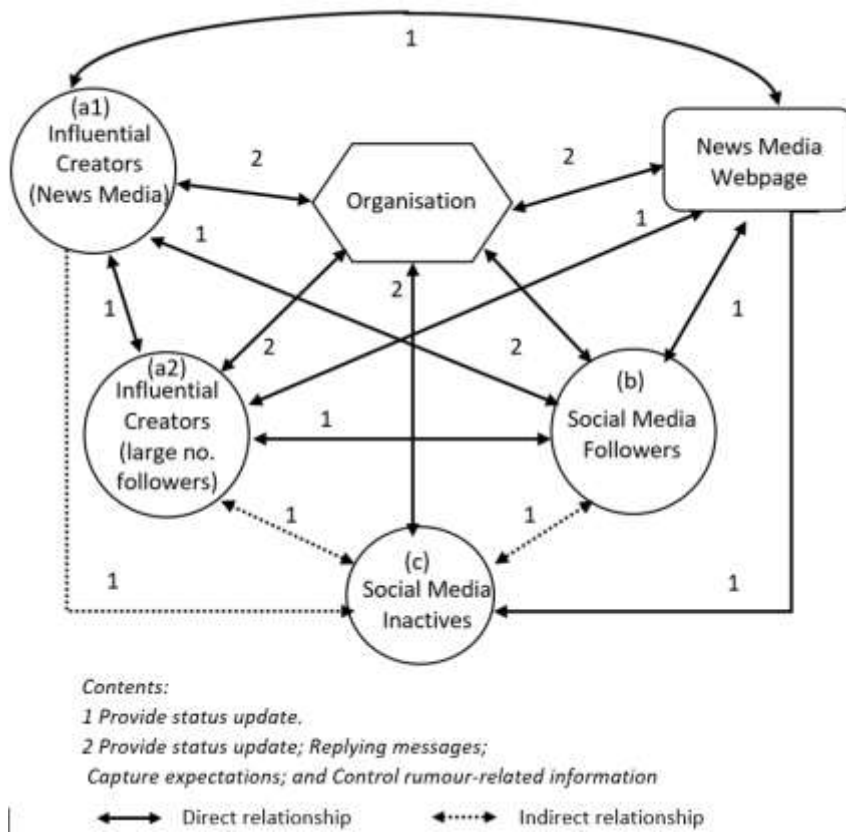 1
(a1)
Influential
Creators
(News Media)
2
Organisation
2
News Media
Webpage
1
1
1
2
1
2
2
(a2)
Influential
Creators
(large no.
followers)
1
(b)
Social Media
Followers
1
1
(c)
Social Media
Inactives
1
1
Contents:
1 Provide status update.
2 Provide status update; Replying messages;
Capture expectations; and Control rumour-related information
Direct relationship
Indirect relationship